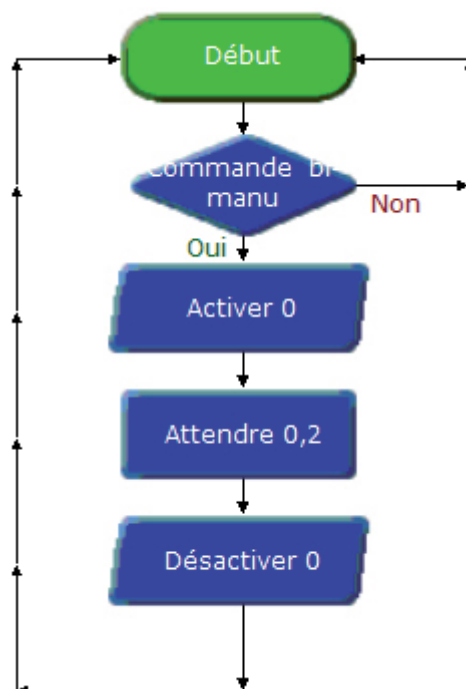 Début
Commande
manu
Non
Oui
Activer 0
Attendre 0,2
Désactiver 0